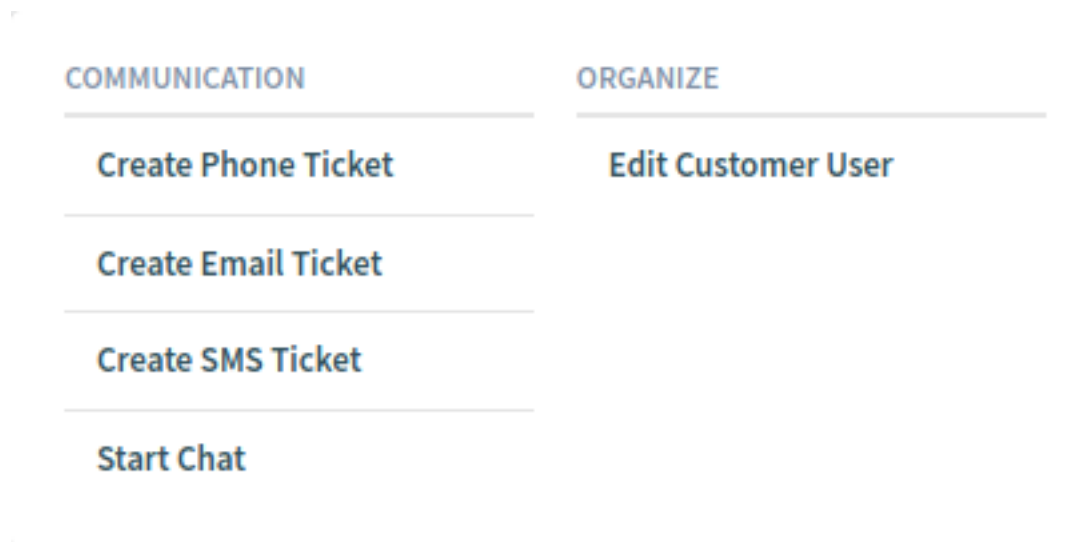 COMMUNICATION
Create Phone Ticket
Create Email Ticket
Create SMS Ticket
Start Chat
ORGANIZE
Edit Customer User